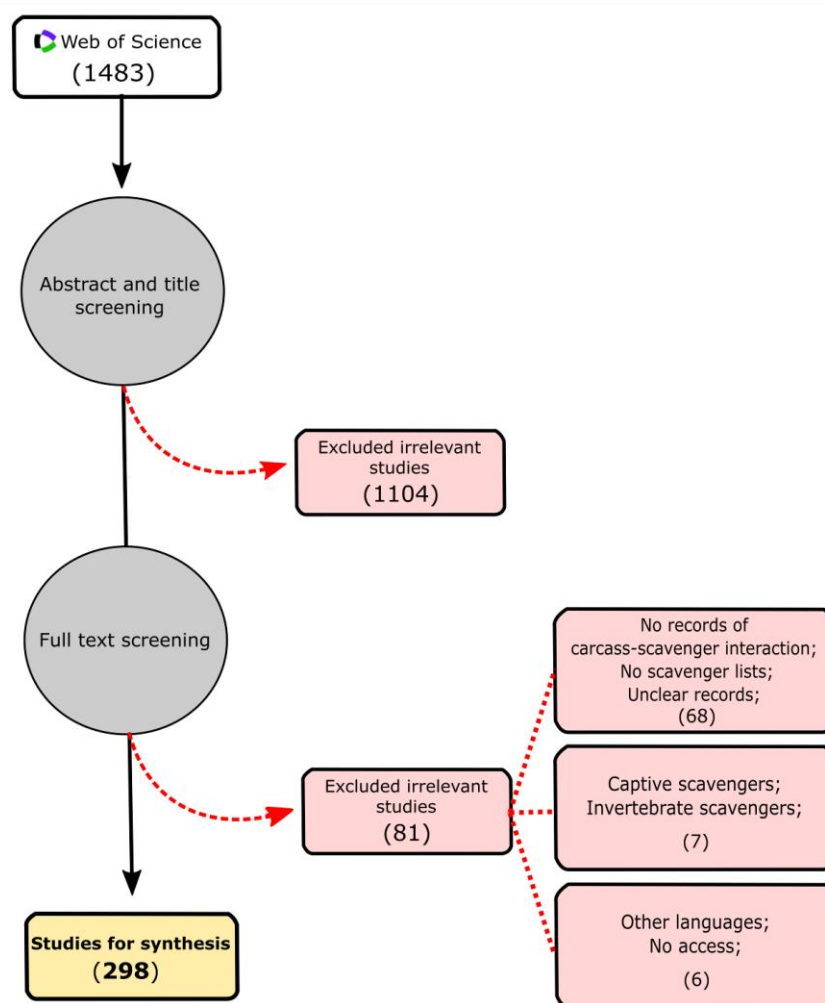 Web of Science
(1483)
Abstract and title
screening
Excluded irrelevant
studies
(1104)
Full text screening
Excluded irrelevant
studies
(81)
No records of
carcass-scavenger interaction;
No scavenger lists;
Unclear records;
(68)
Captive scavengers;
Invertebrate scavengers;
(7)
Other languages;
No access;
(6)
Studies for synthesis
(298)